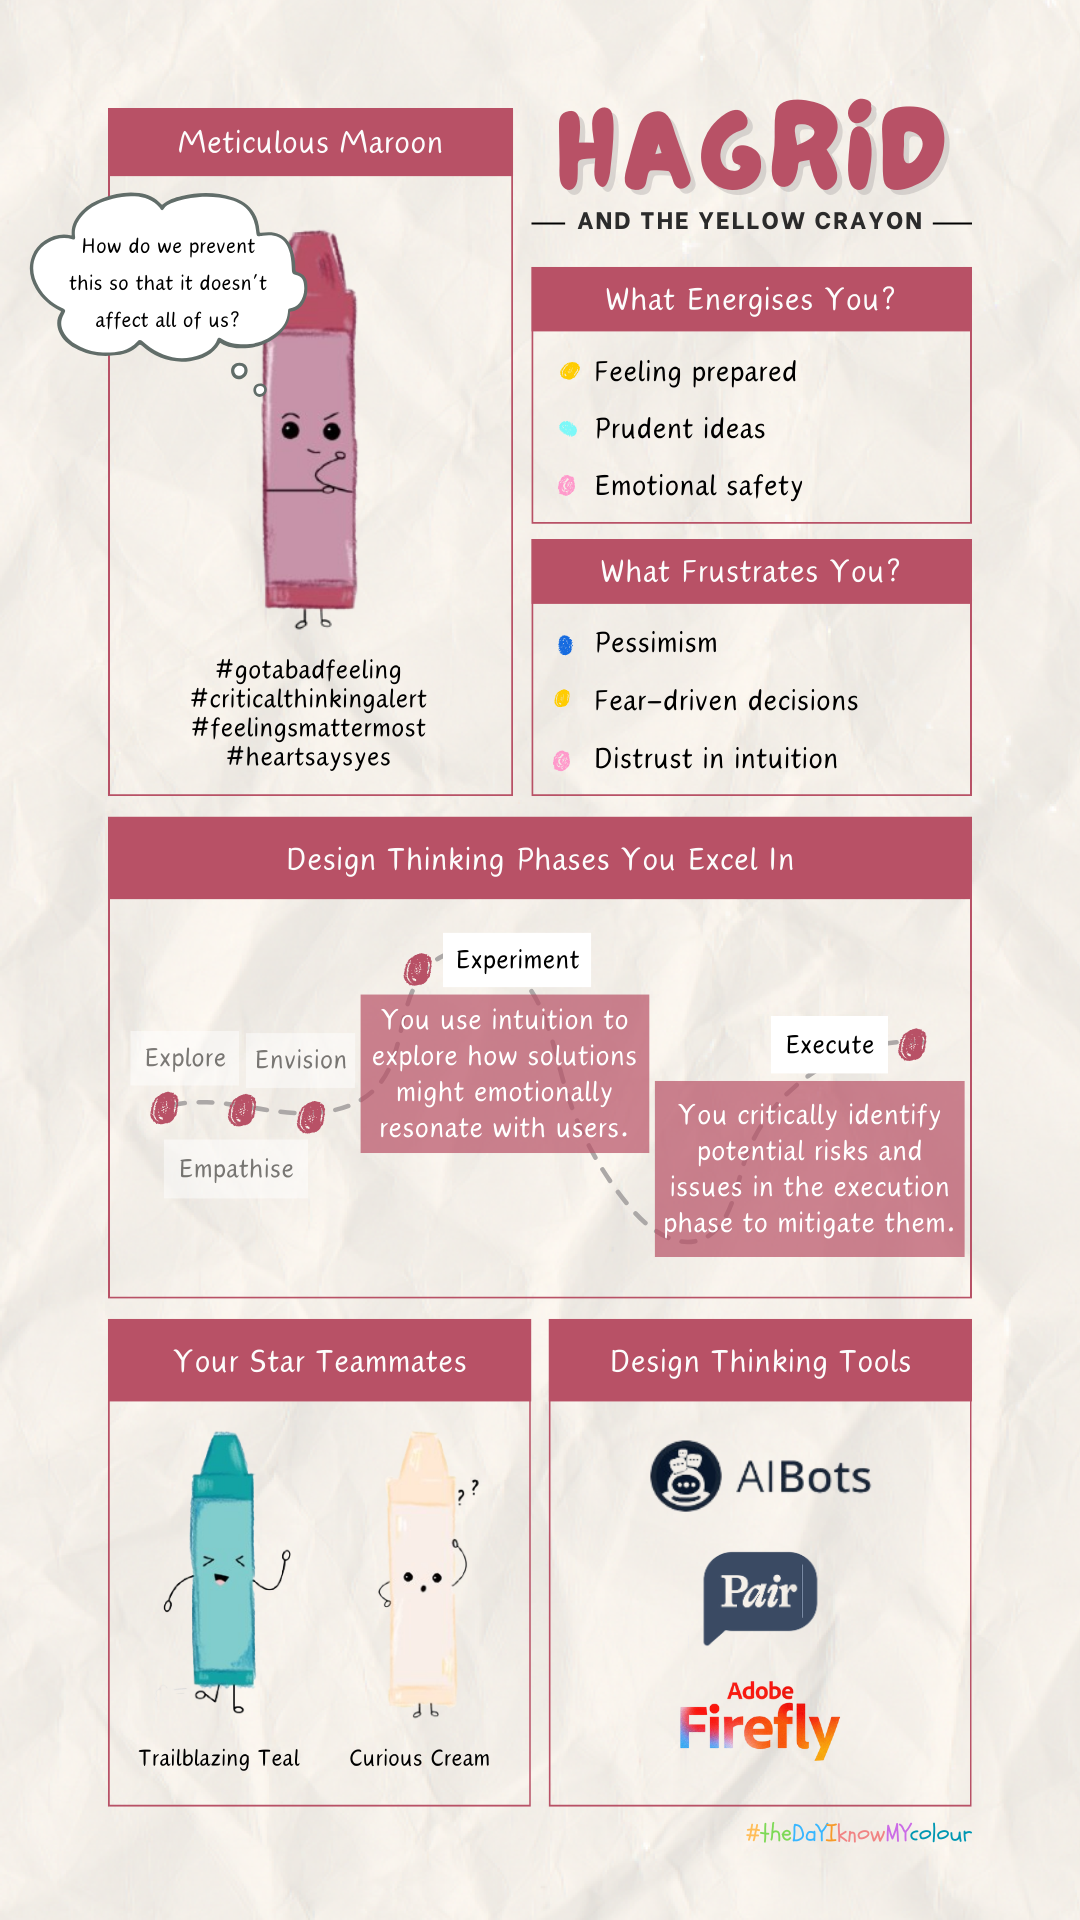 Meticulous Maroon
How do we prevent
this so that it doesn't
affect all of us?
#gotabadfeeling
#criticalthinkingalert
#feelingsmattermost
#heartsaysyes
HAGRiD
AND THE YELLOW CRAYON
What Energises You?
Feeling prepared
Prudent ideas
Emotional safety
What Frustrates You?
Pessimism
Fear-driven decisions
Distrust in intuition
Design Thinking Phases You Excel In
Experiment
You use intuition to
explore how solutions
might emotionally
resonate with users.
Explore
Envision
Empathise
Execute
You critically identify
potential risks and
issues in the execution
phase to mitigate them.
Your Star Teammates
? ?
Trailblazing Teal
Curious Cream
Design Thinking Tools
AIBots
Pair
Adobe
Firefly
#theDaYIknowMYcolour